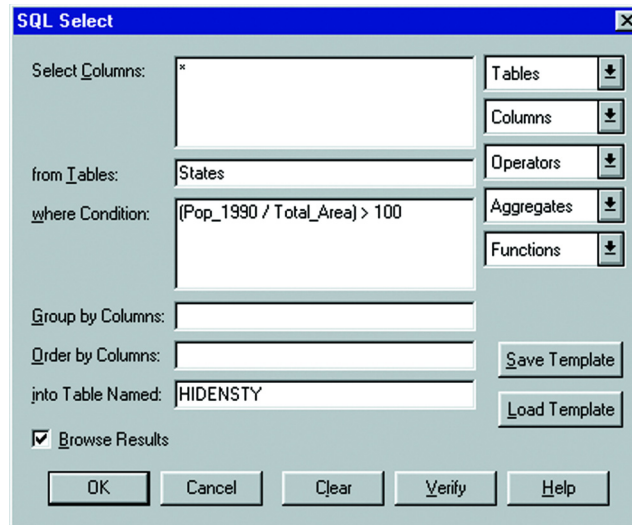 SQL Select
Select Columns:
*
Tables
Columns
from Tables:
States
Operators
where Condition:
(Pop_1990 / Total_Area) > 100
Aggregates
Functions
Group by Columns:
Order by Columns:
Save Template
into Table Named:
HIDENSTY
Load Template
Browse Results
OK
Cancel
Clear
Verify
Help